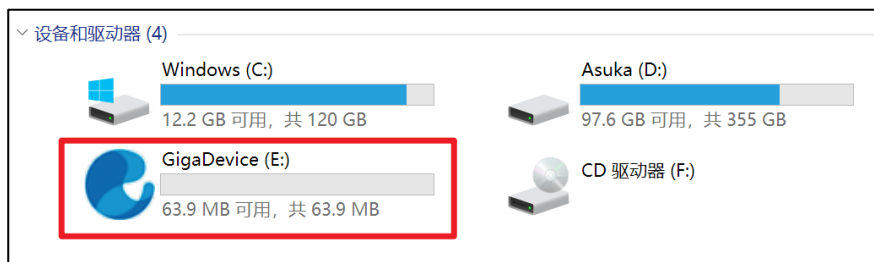 设备和驱动器 (4)
Windows (C:)
12.2 GB 可用，共 120 GB
Asuka (D:)
97.6 GB 可用，共 355 GB
GigaDevice (E:)
63.9 MB 可用，共 63.9 MB
CD 驱动器 (F:)